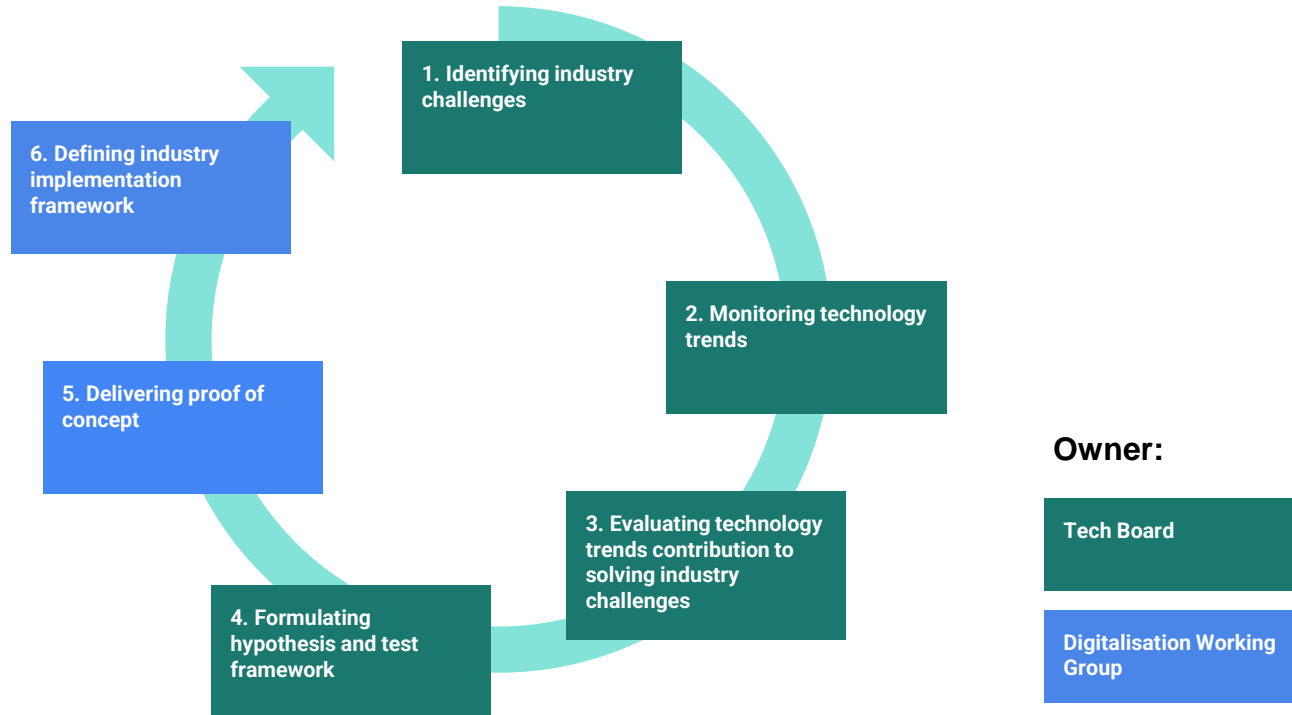 1. Identifying industry
challenges
2. Monitoring technology
trends
3. Evaluating technology
trends contribution to
solving industry
challenges
4. Formulating
hypothesis and test
framework
5. Delivering proof of
concept
6. Defining industry
implementation
framework
Owner:
Tech Board
Digitalisation Working
Group